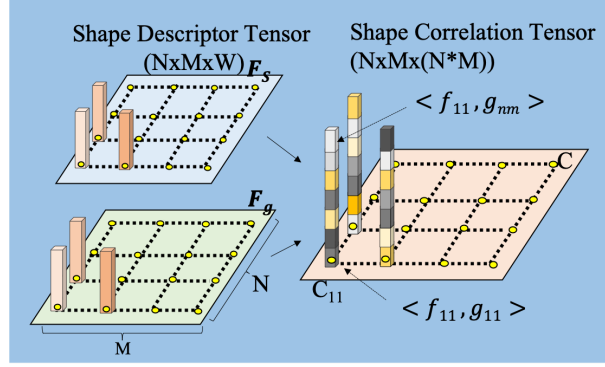 Shape Descriptor Tensor
(NxMxW)
F_S
Shape Correlation Tensor
(NxMx(N*M))
< f_11, g_nm >
C
F_g
N
M
C_11
< f_11, g_11 >